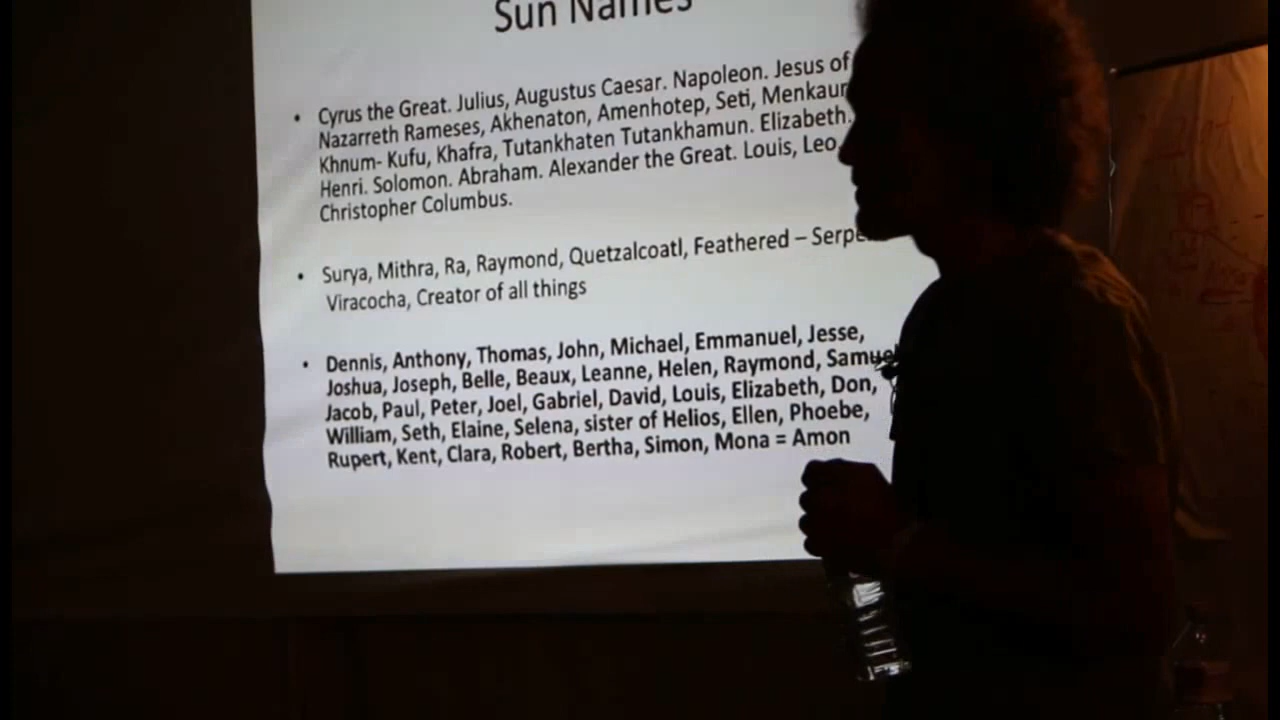 Sun Names
• Cyrus the Great. Julius, Augustus Caesar. Napoleon. Jesus of
Nazarreth Rameses, Akhenaton, Amenhotep, Seti, Menkaur
Khnum- Kufu, Khafra, Tutankhaten Tutankhamun. Elizabeth.
Henri. Solomon. Abraham. Alexander the Great. Louis, Leo,
Christopher Columbus.
• Surya, Mithra, Ra, Raymond, Quetzalcoatl, Feathered – Serpe
Viracocha, Creator of all things
• Dennis, Anthony, Thomas, John, Michael, Emmanuel, Jesse,
Joshua, Joseph, Belle, Beaux, Leanne, Helen, Raymond, Samuel
Jacob, Paul, Peter, Joel, Gabriel, David, Louis, Elizabeth, Don,
William, Seth, Elaine, Selena, sister of Helios, Ellen, Phoebe,
Rupert, Kent, Clara, Robert, Bertha, Simon, Mona = Amon